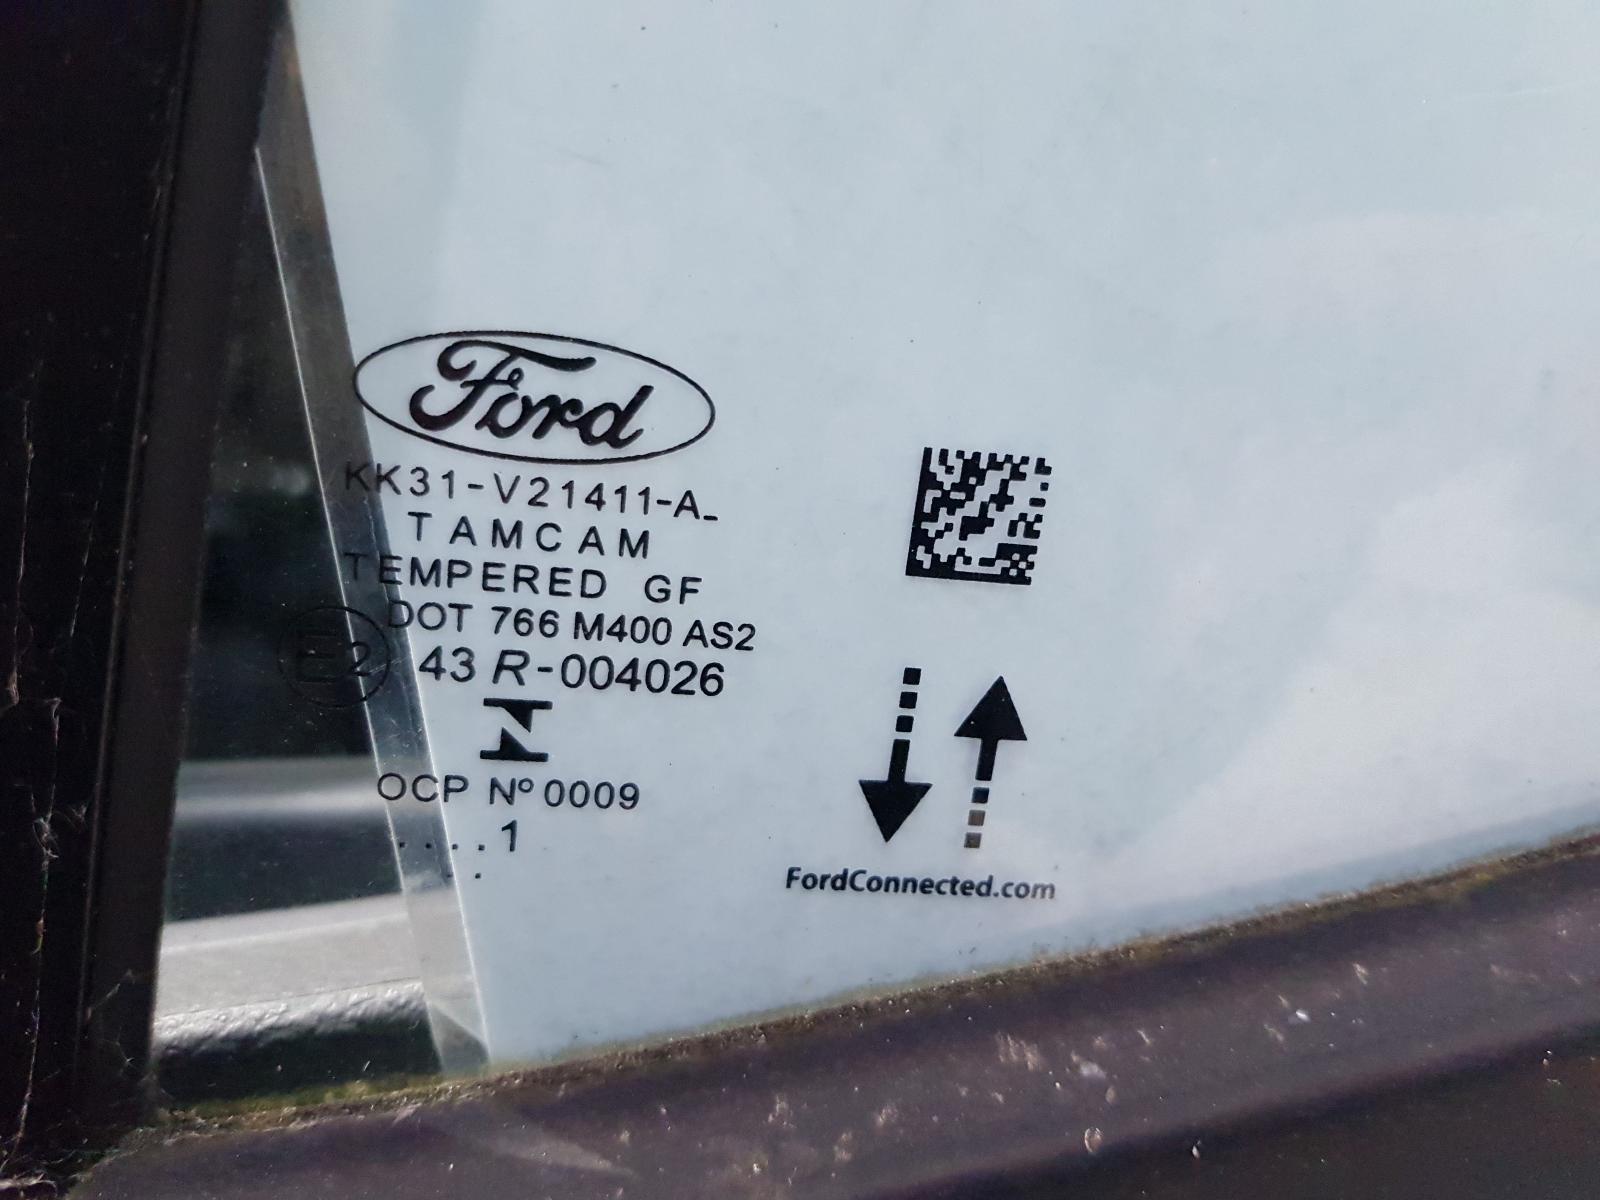 Ford
KK31-V21411-A_
TAMCAM
TEMPERED GF
DOT 766 M400 AS2
E2 43 R-004026
OCP Nº 0009
....1
..
FordConnected.com